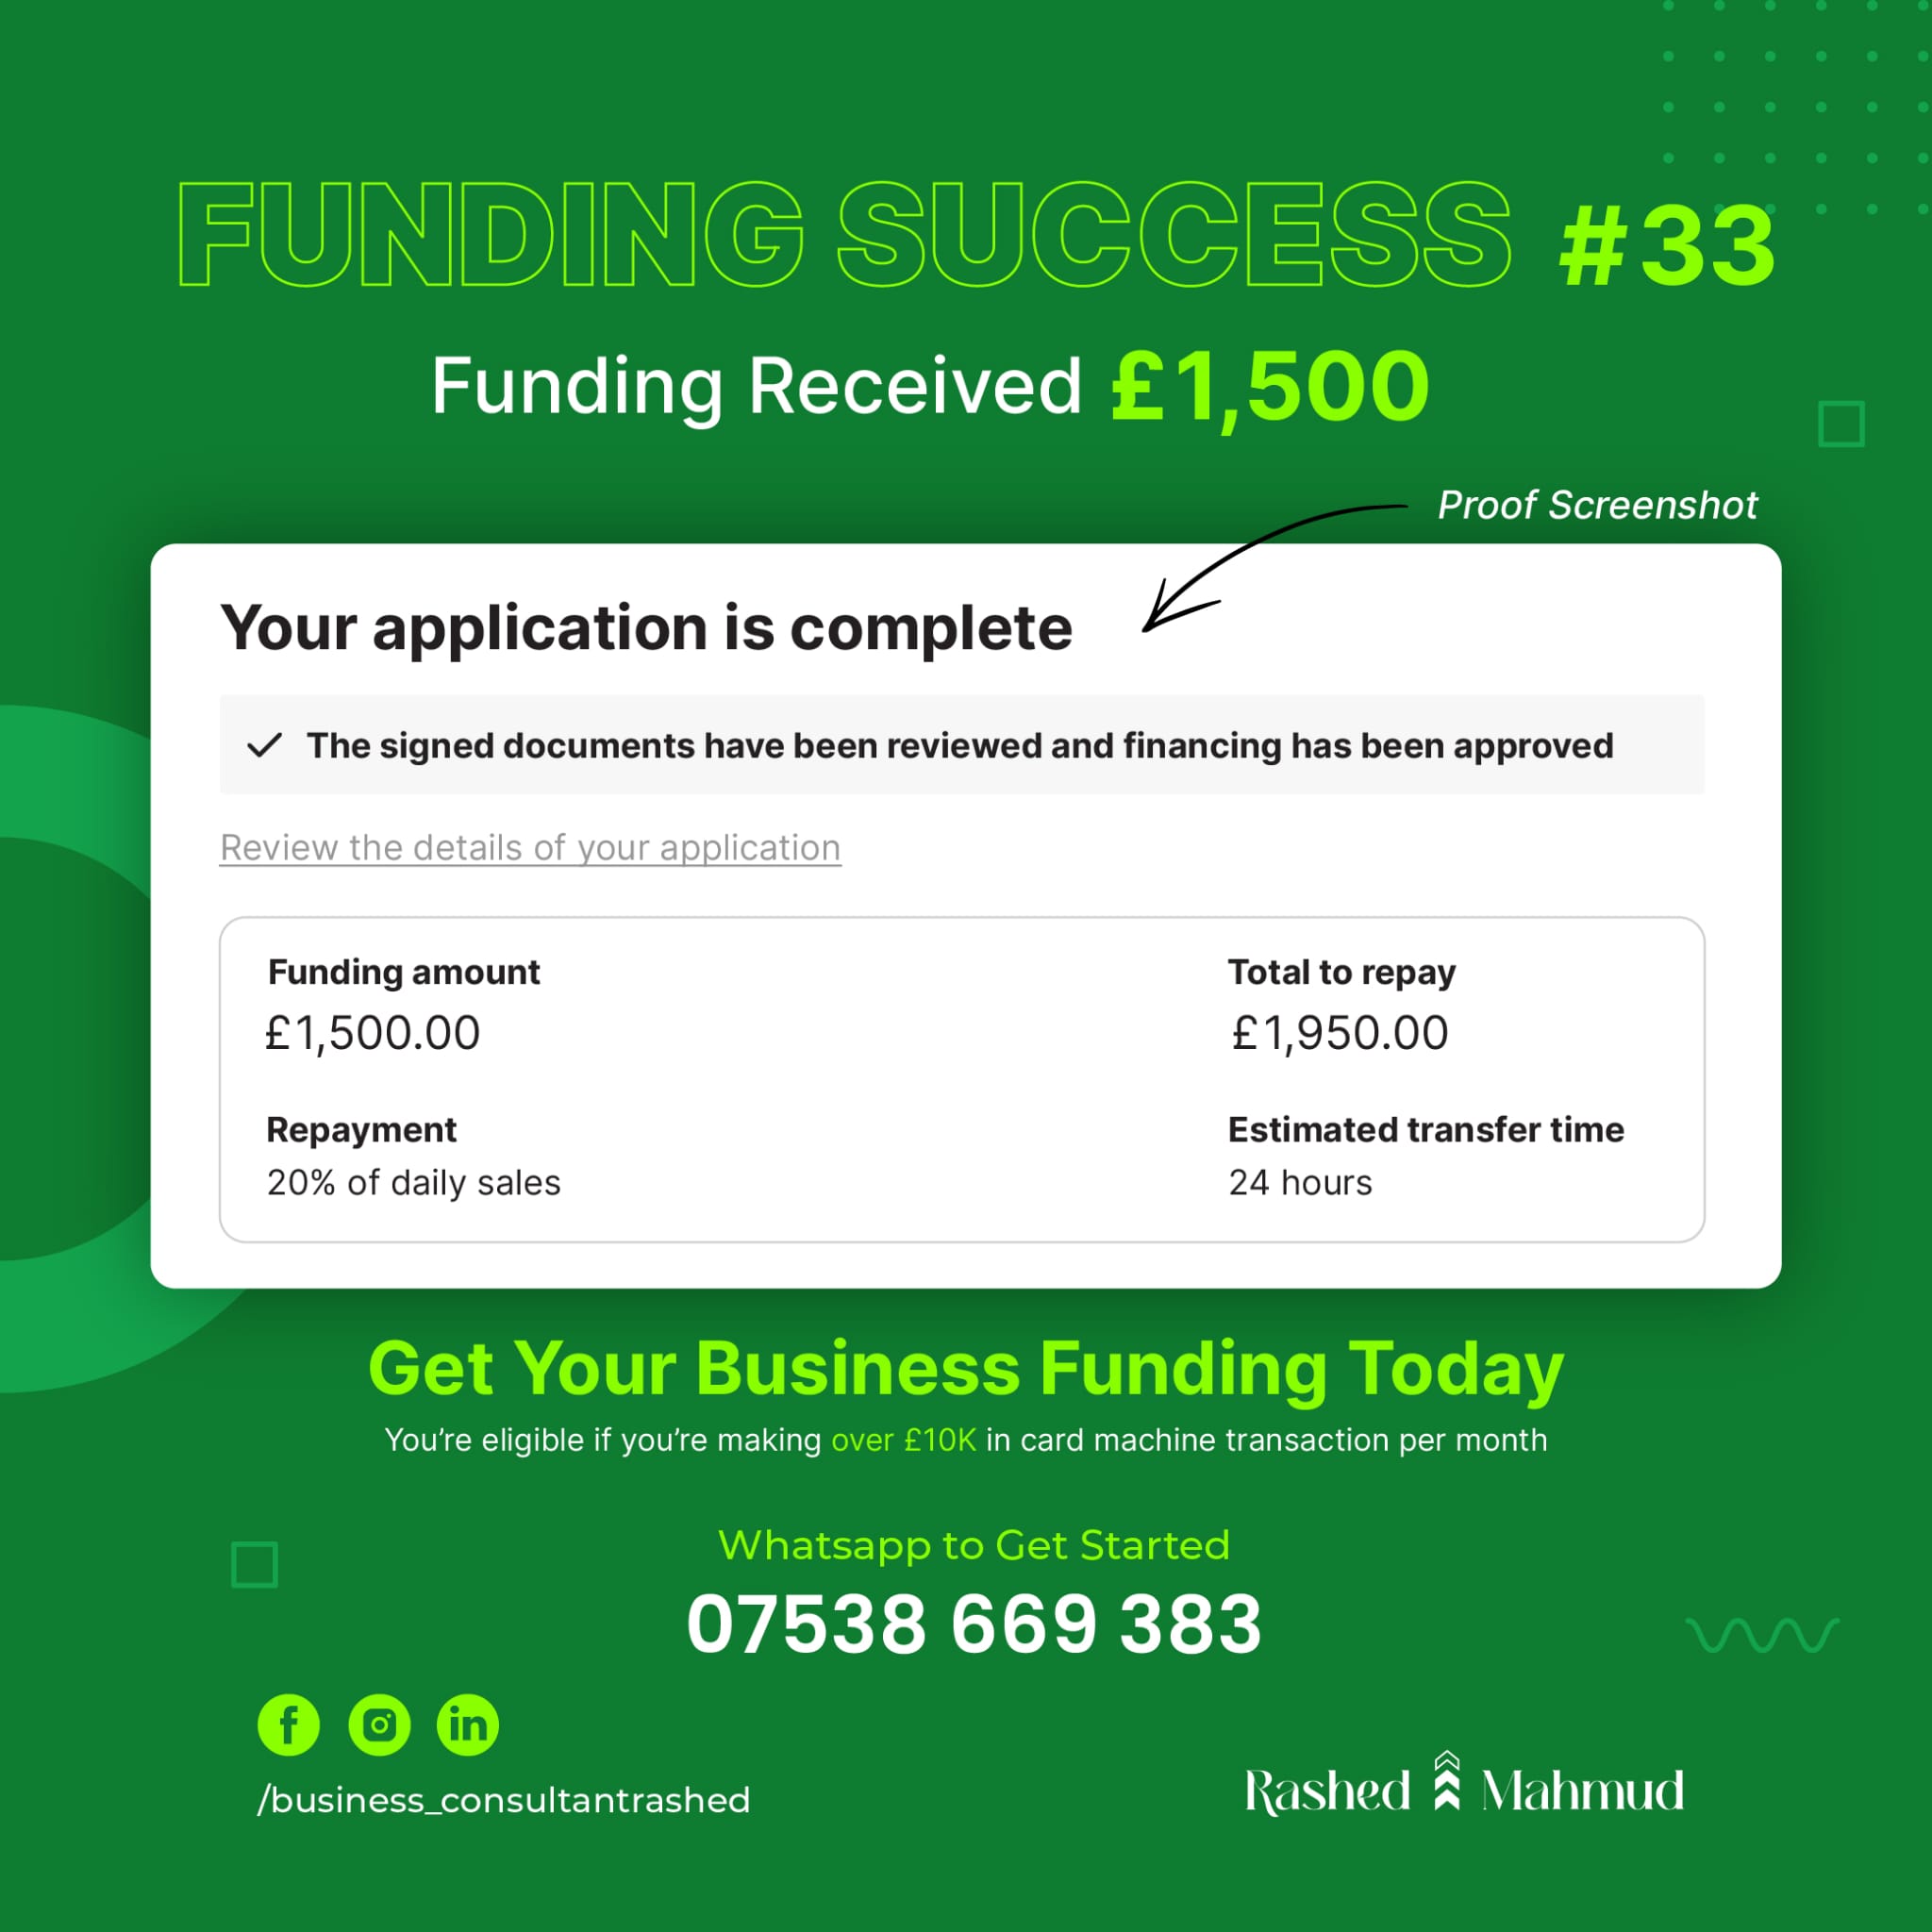 FUNDING SUCCESS #33
Funding Received £1,500
Proof Screenshot
Your application is complete
The signed documents have been reviewed and financing has been approved
Review the details of your application
Funding amount
£1,500.00
Total to repay
£1,950.00
Repayment
20% of daily sales
Estimated transfer time
24 hours
Get Your Business Funding Today
You’re eligible if you’re making over £10K in card machine transaction per month
Whatsapp to Get Started
07538 669 383
/business_consultantrashed
Rashed Mahmud